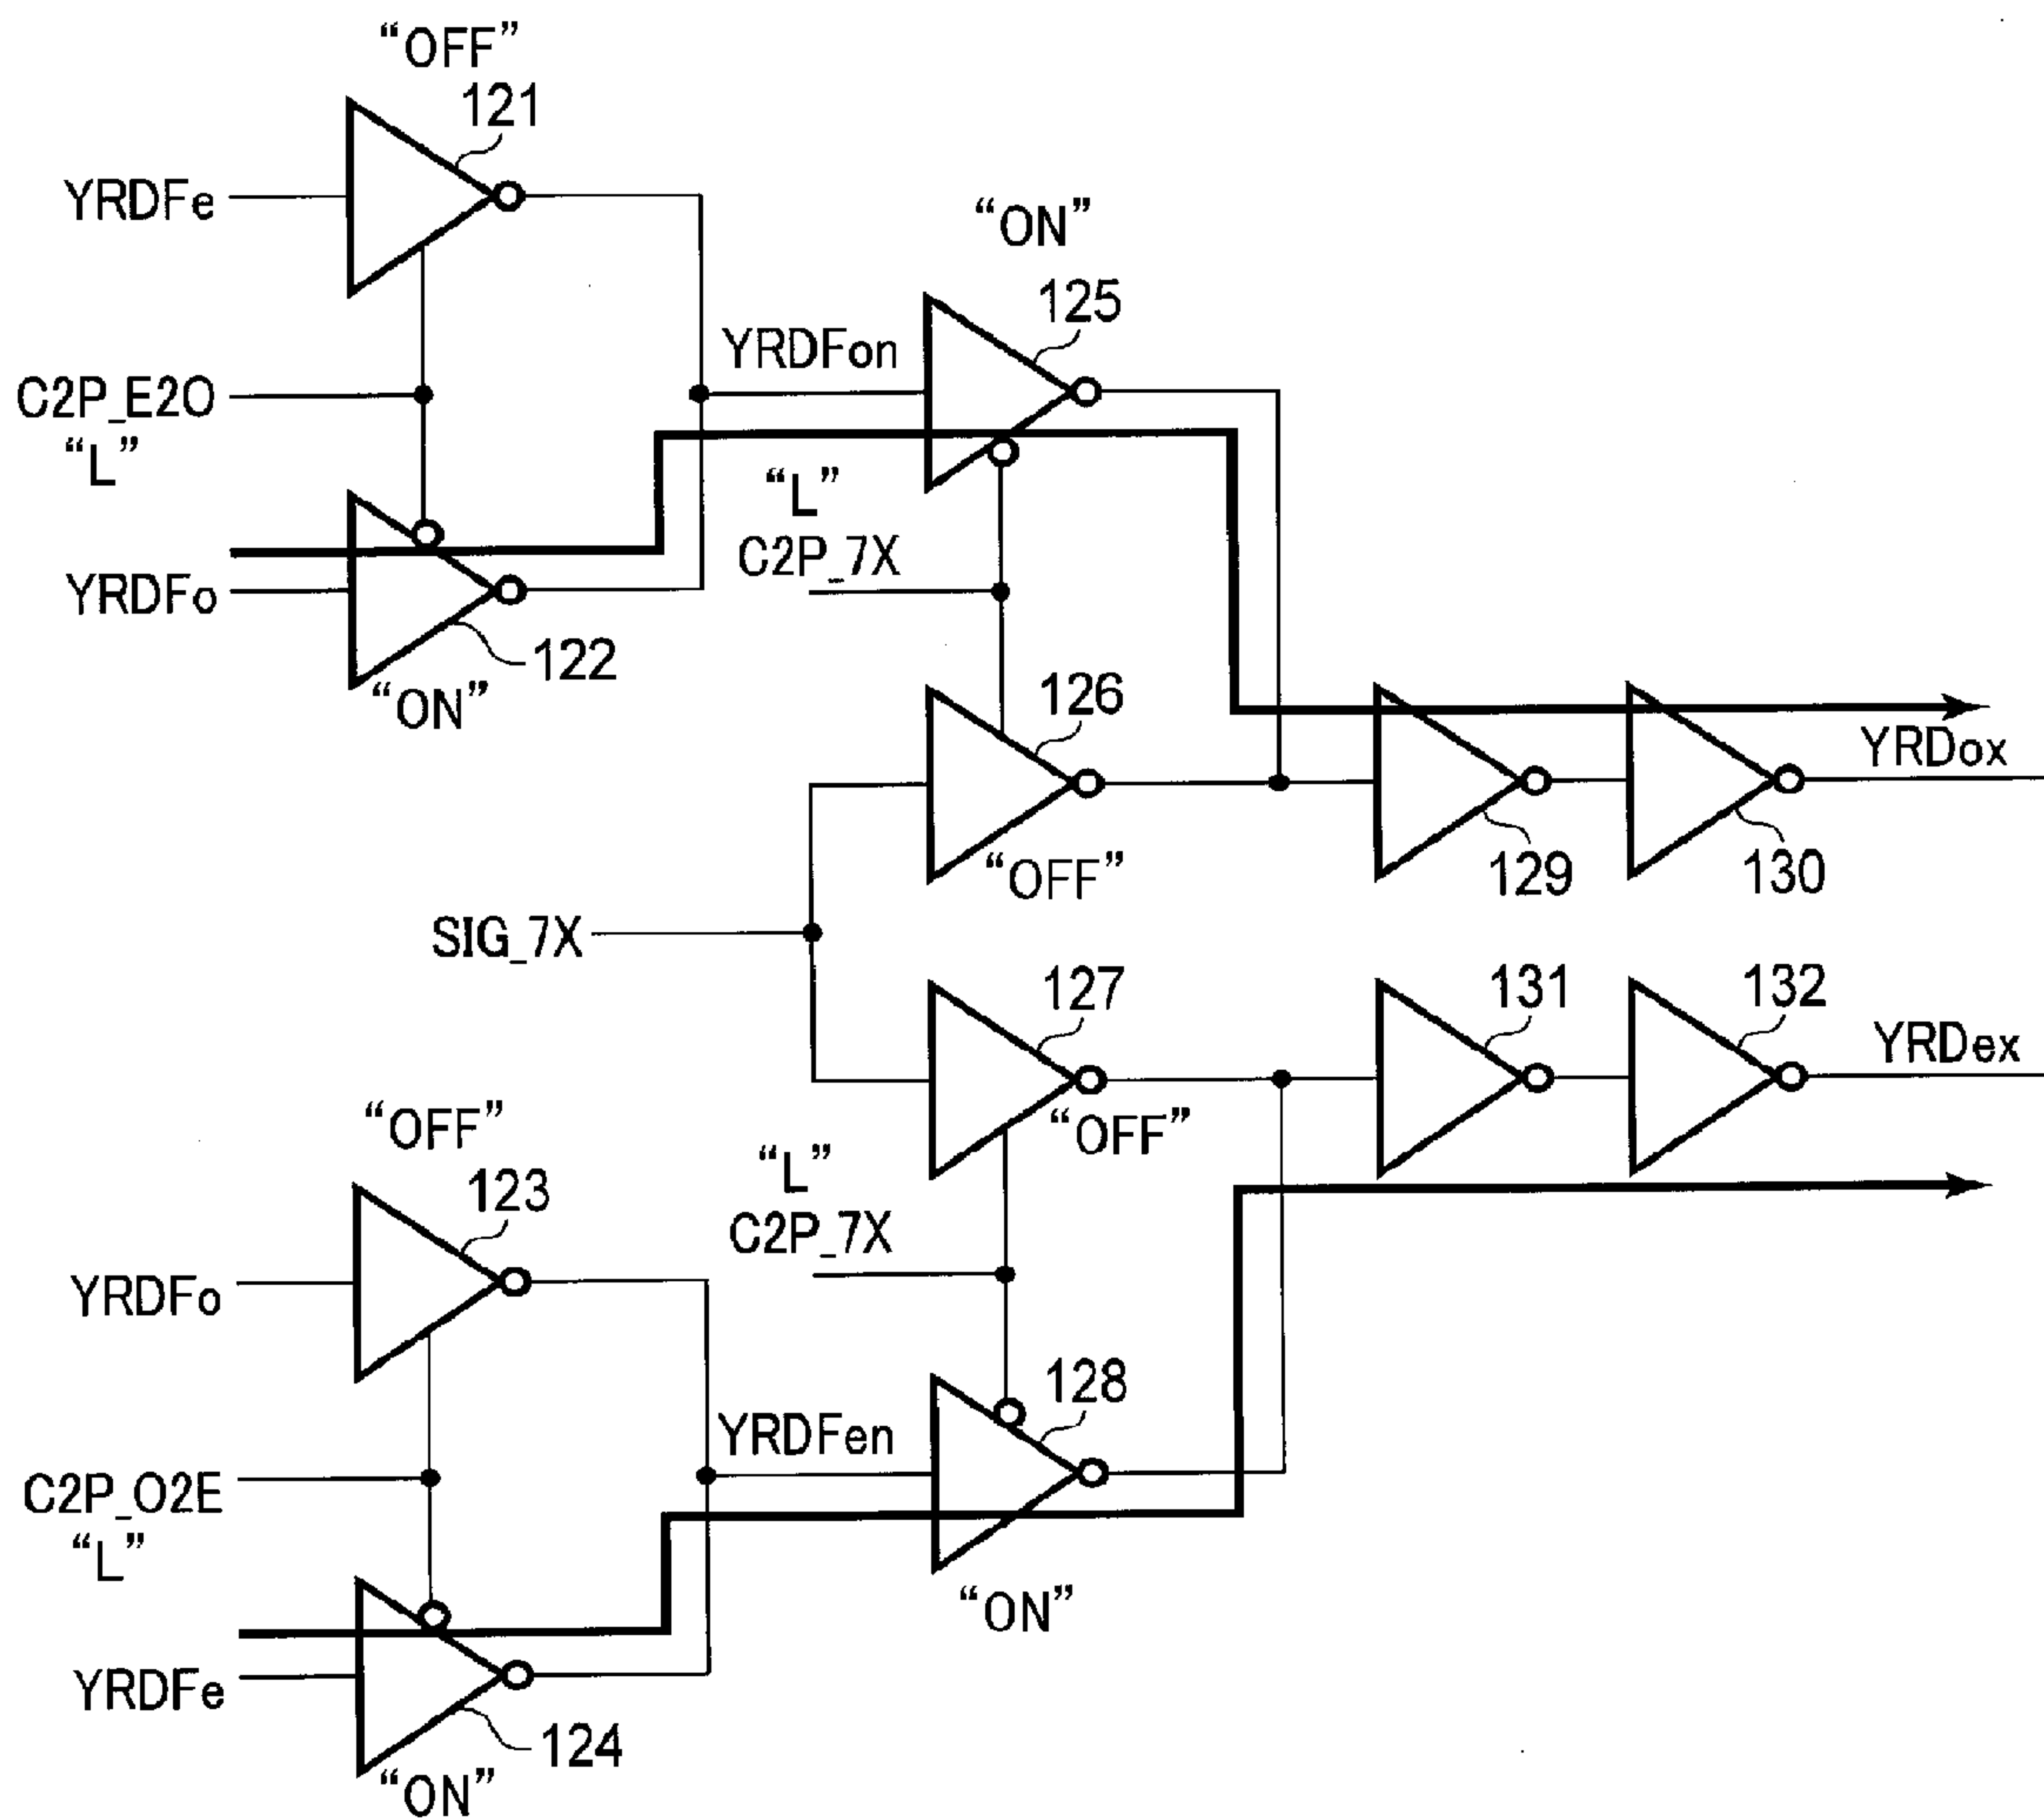 “OFF”
121
YRDFe
“ON”
125
YRDFon
C2P_E2O
“L”
“L”
C2P_7X
YRDFo
122
“ON”
126
YRDox
“OFF”
129
130
SIG_7X
127
131
132
YRDex
“OFF”
“OFF”
123
“L”
C2P_7X
YRDFo
128
YRDFen
C2P_O2E
“L”
“ON”
YRDFe
124
“ON”